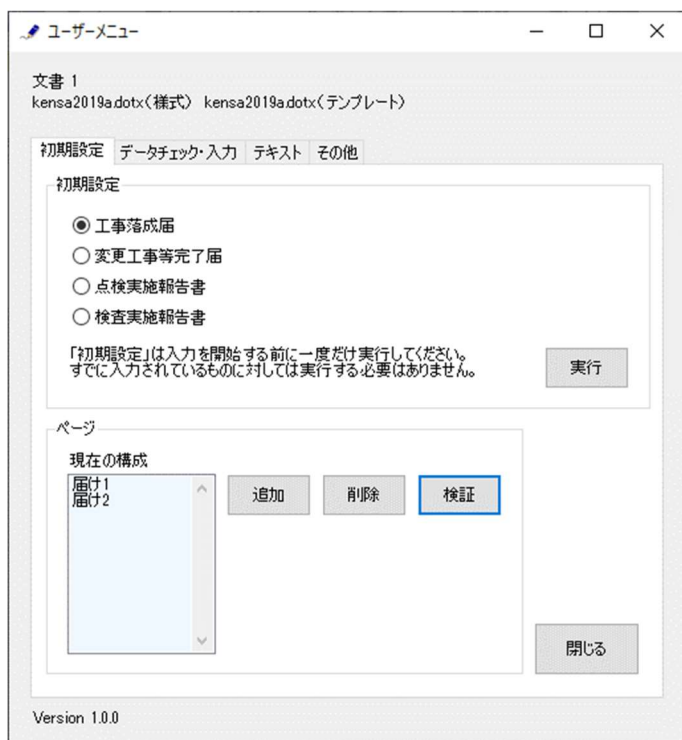 ユーザーメニュー
文書 1
kensa2019a.dotx(様式) kensa2019a.dotx(テンプレート)
初期設定 データチェック・入力 テキスト その他
初期設定
工事落成届
変更工事等完了届
点検実施報告書
検査実施報告書
「初期設定」は入力を開始する前に一度だけ実行してください。
すでに入力されているものに対しては実行する必要はありません。
実行
ページ
現在の構成
届け1
届け2
追加 削除 検証
閉じる
Version 1.0.0